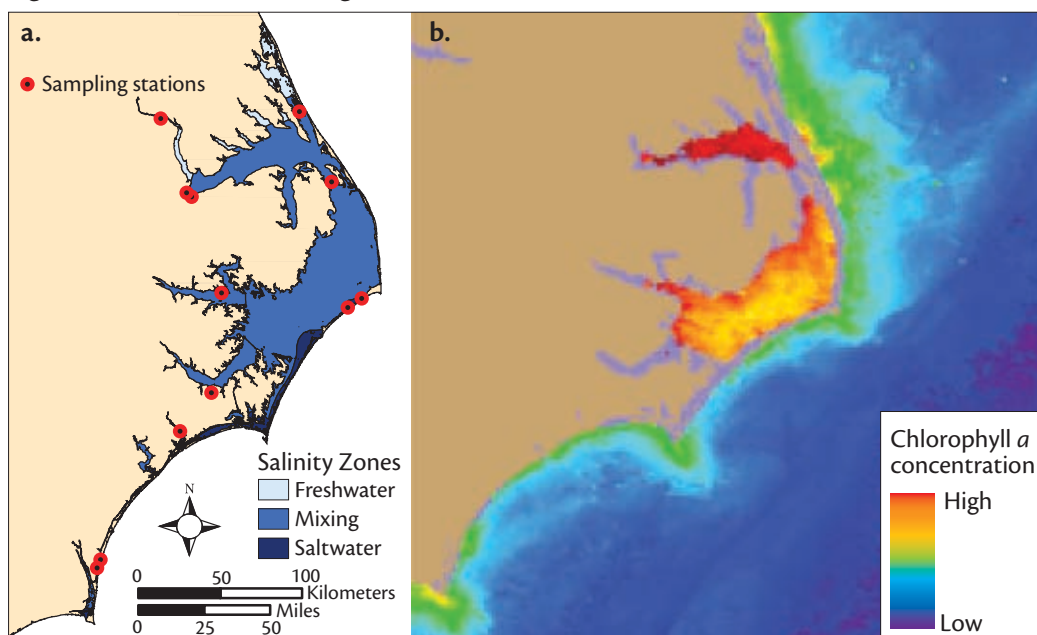 a.
Sampling stations
Salinity Zones
Freshwater
Mixing
Saltwater
N
0 50 100
Kilometers
Miles
0 25 50
b.
Chlorophyll a
concentration
High
Low